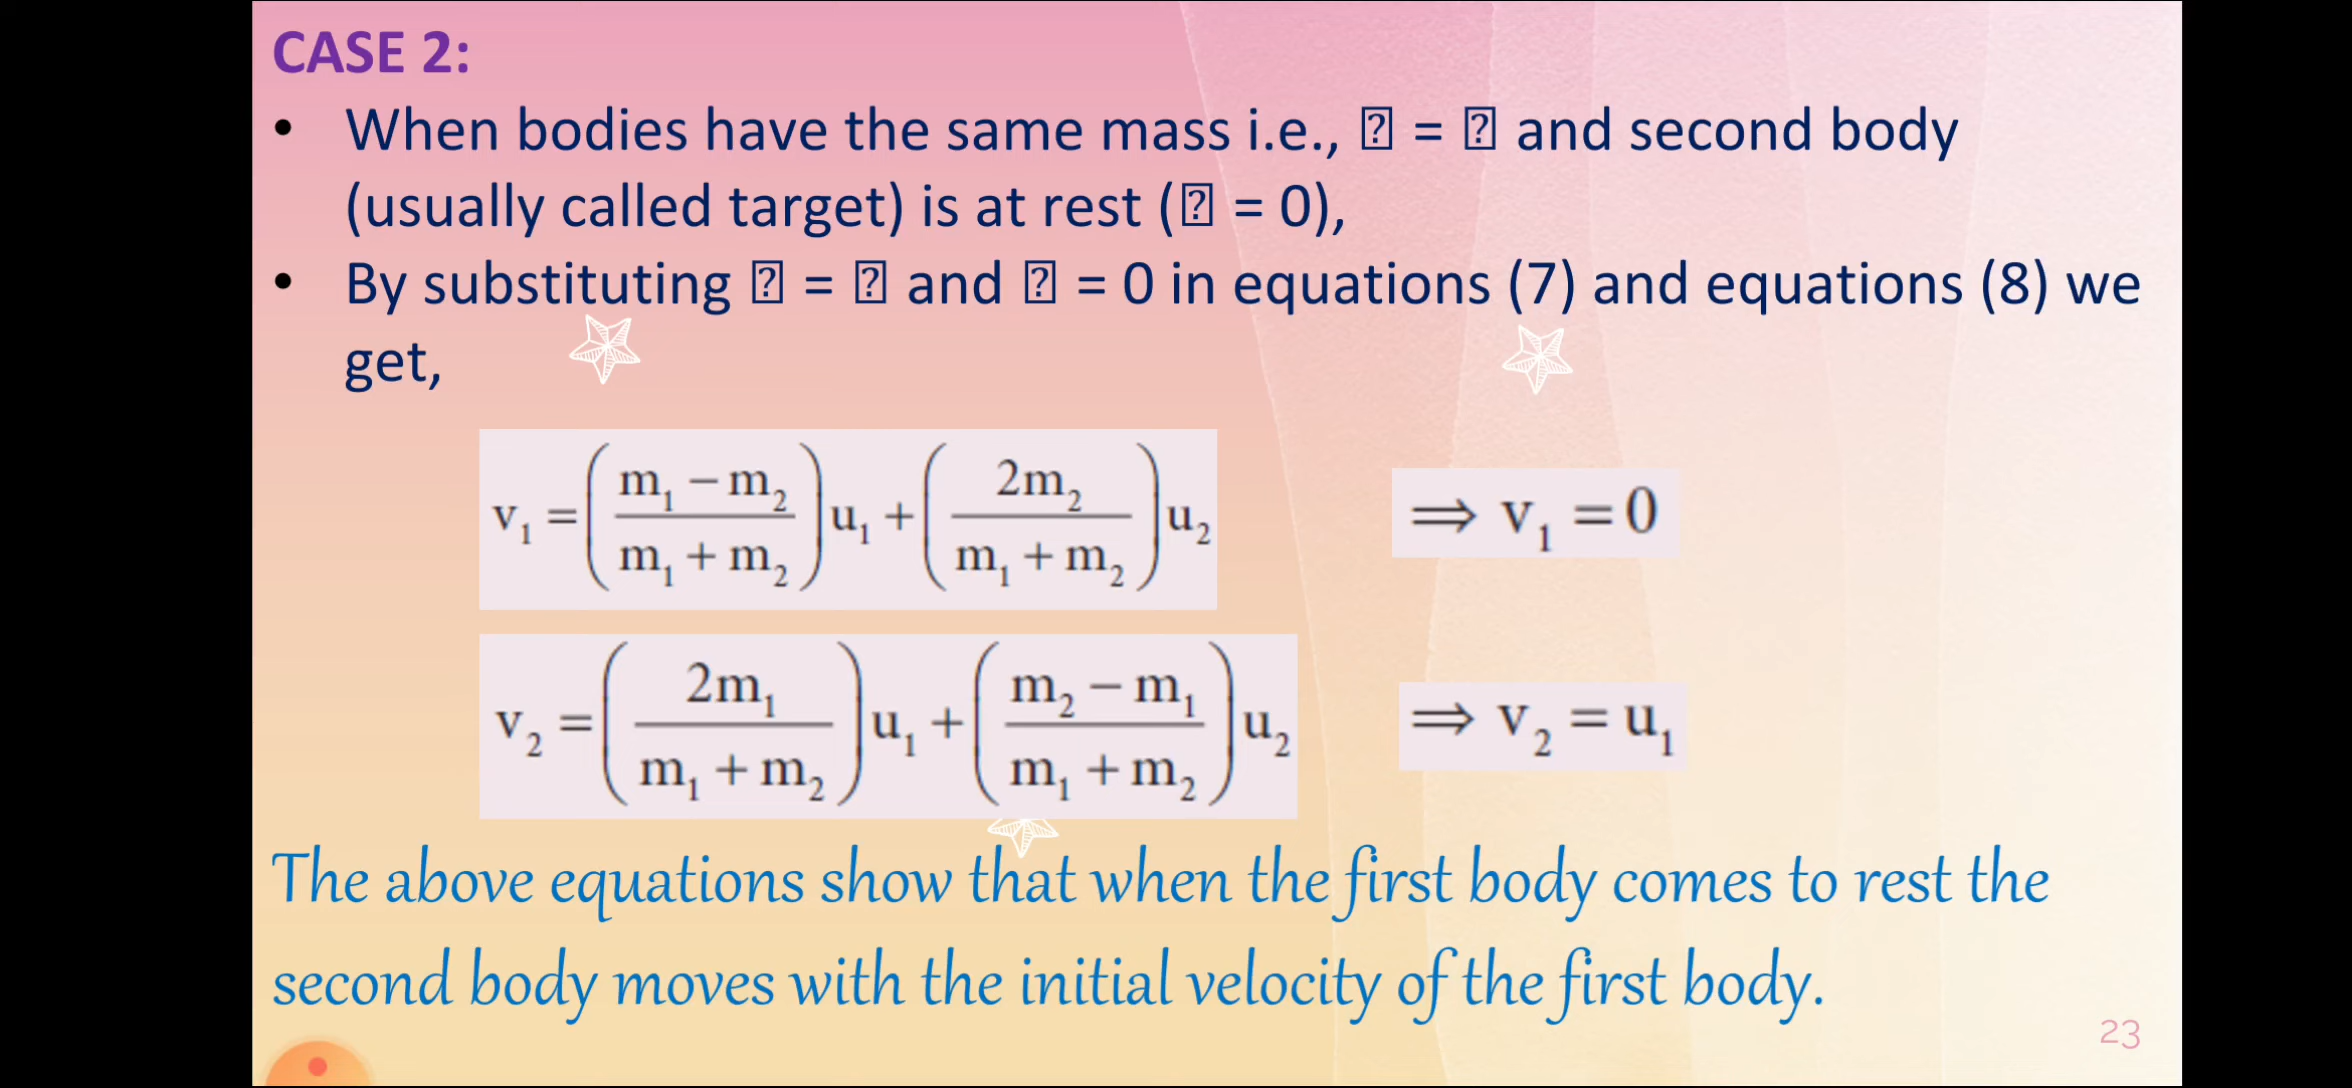 CASE 2:
• When bodies have the same mass i.e., ⍰ = ⍰ and second body
(usually called target) is at rest (⍰ = 0),
• By substituting ⍰ = ⍰ and ⍰ = 0 in equations (7) and equations (8) we
get,
v₁ = ((m₁ − m₂)/(m₁ + m₂)) u₁ + (2m₂/(m₁ + m₂)) u₂
⇒ v₁ = 0
v₂ = (2m₁/(m₁ + m₂)) u₁ + ((m₂ − m₁)/(m₁ + m₂)) u₂
⇒ v₂ = u₁
The above equations show that when the first body comes to rest the
second body moves with the initial velocity of the first body.
23